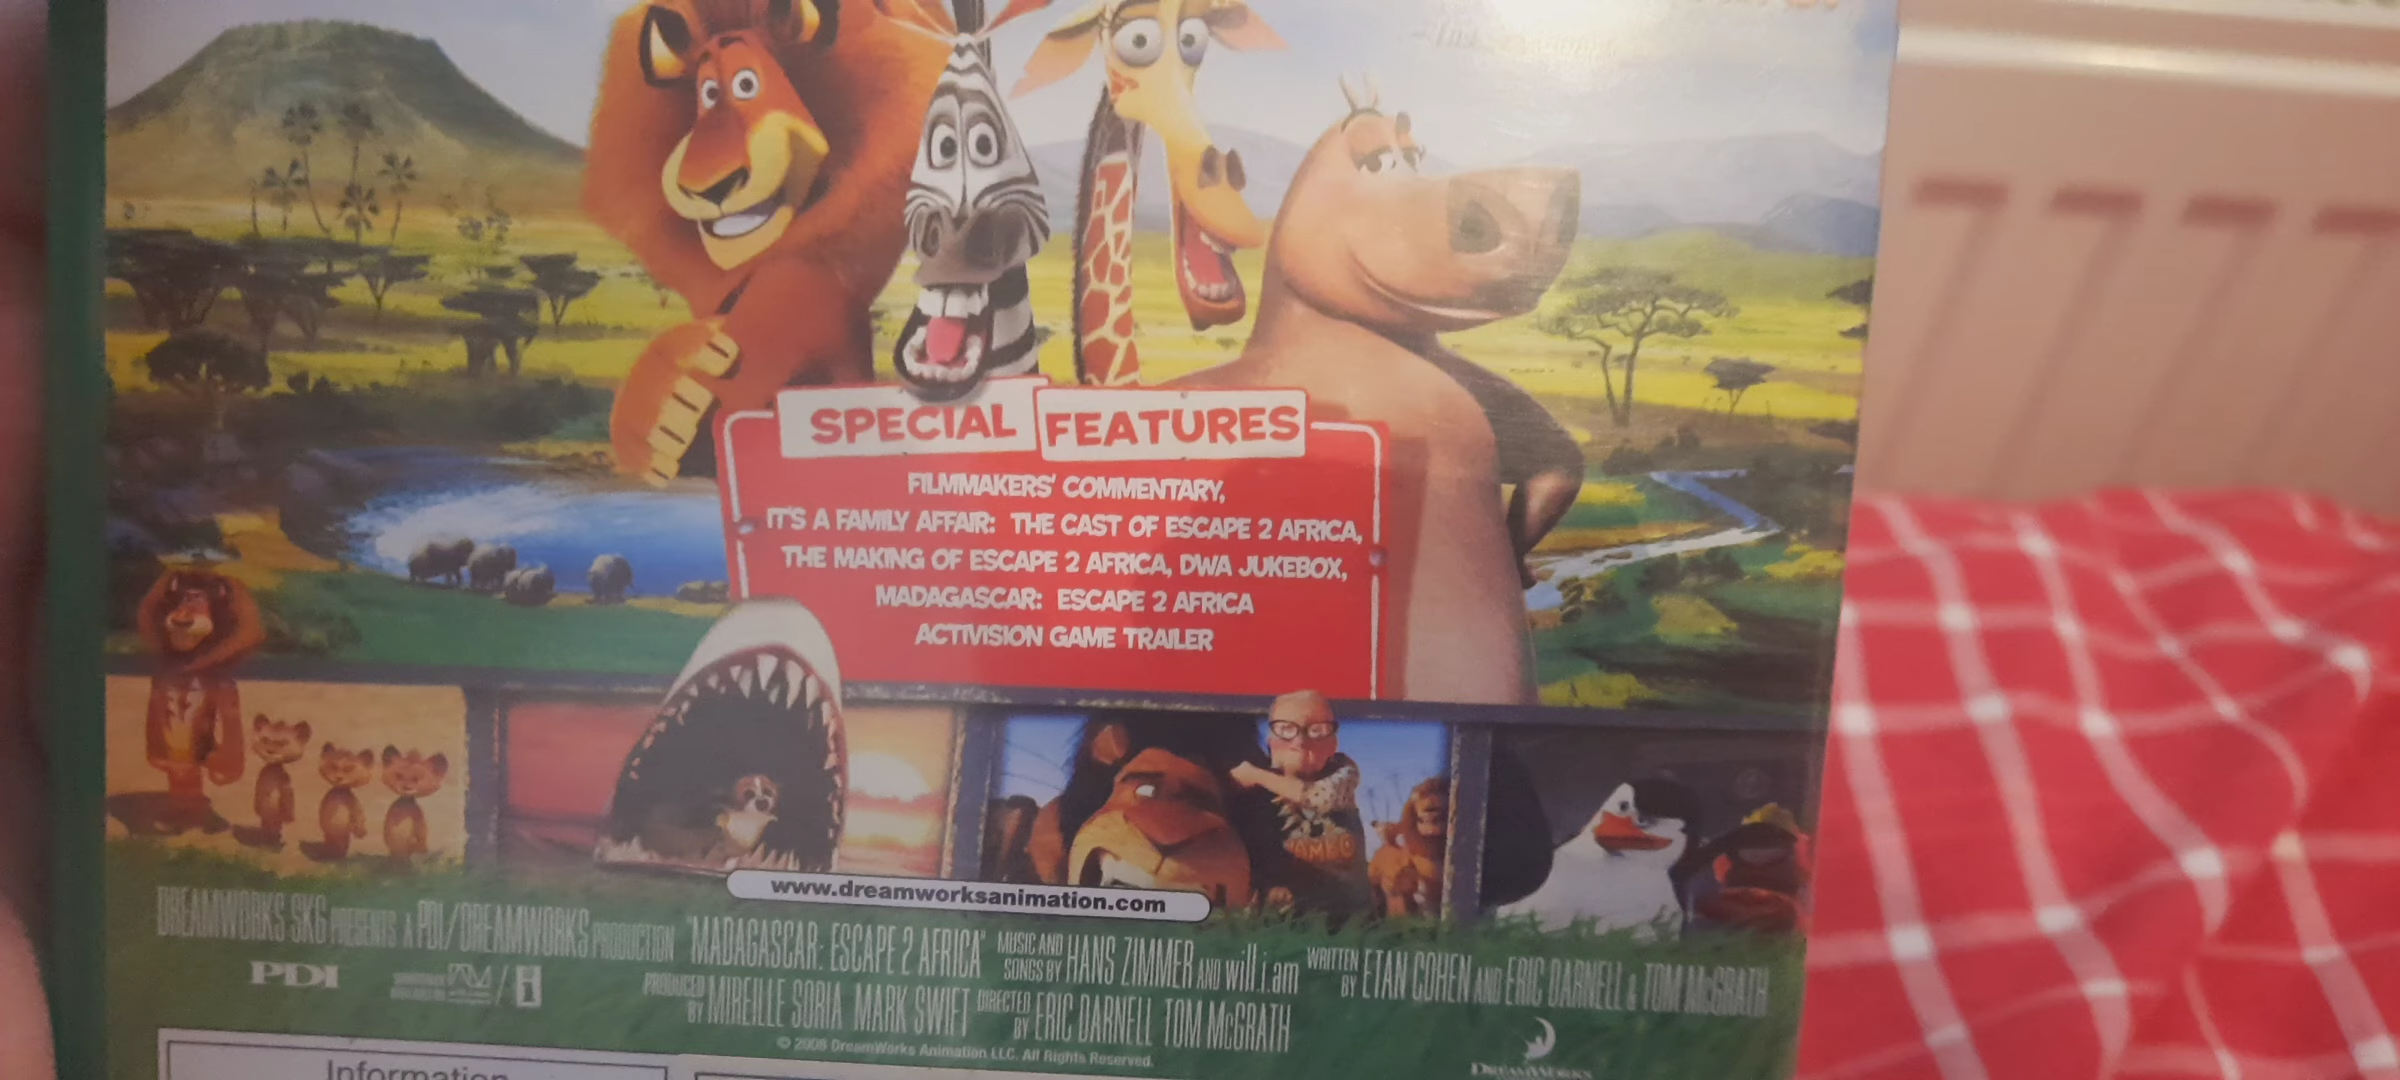 SPECIAL FEATURES
FILMMAKERS' COMMENTARY,
IT'S A FAMILY AFFAIR: THE CAST OF ESCAPE 2 AFRICA,
THE MAKING OF ESCAPE 2 AFRICA, DWA JUKEBOX,
MADAGASCAR: ESCAPE 2 AFRICA
ACTIVISION GAME TRAILER
www.dreamworksanimation.com
DREAMWORKS SKG PRESENTS A PDI/DREAMWORKS PRODUCTION "MADAGASCAR: ESCAPE 2 AFRICA" MUSIC AND SONGS BY HANS ZIMMER AND will.i.am WRITTEN BY ETAN COHEN AND ERIC DARNELL & TOM McGRATH
PDI
PRODUCED BY MIREILLE SORIA MARK SWIFT DIRECTED BY ERIC DARNELL TOM McGRATH
© 2008 DreamWorks Animation LLC. All Rights Reserved.
DREAMWORKS
Information